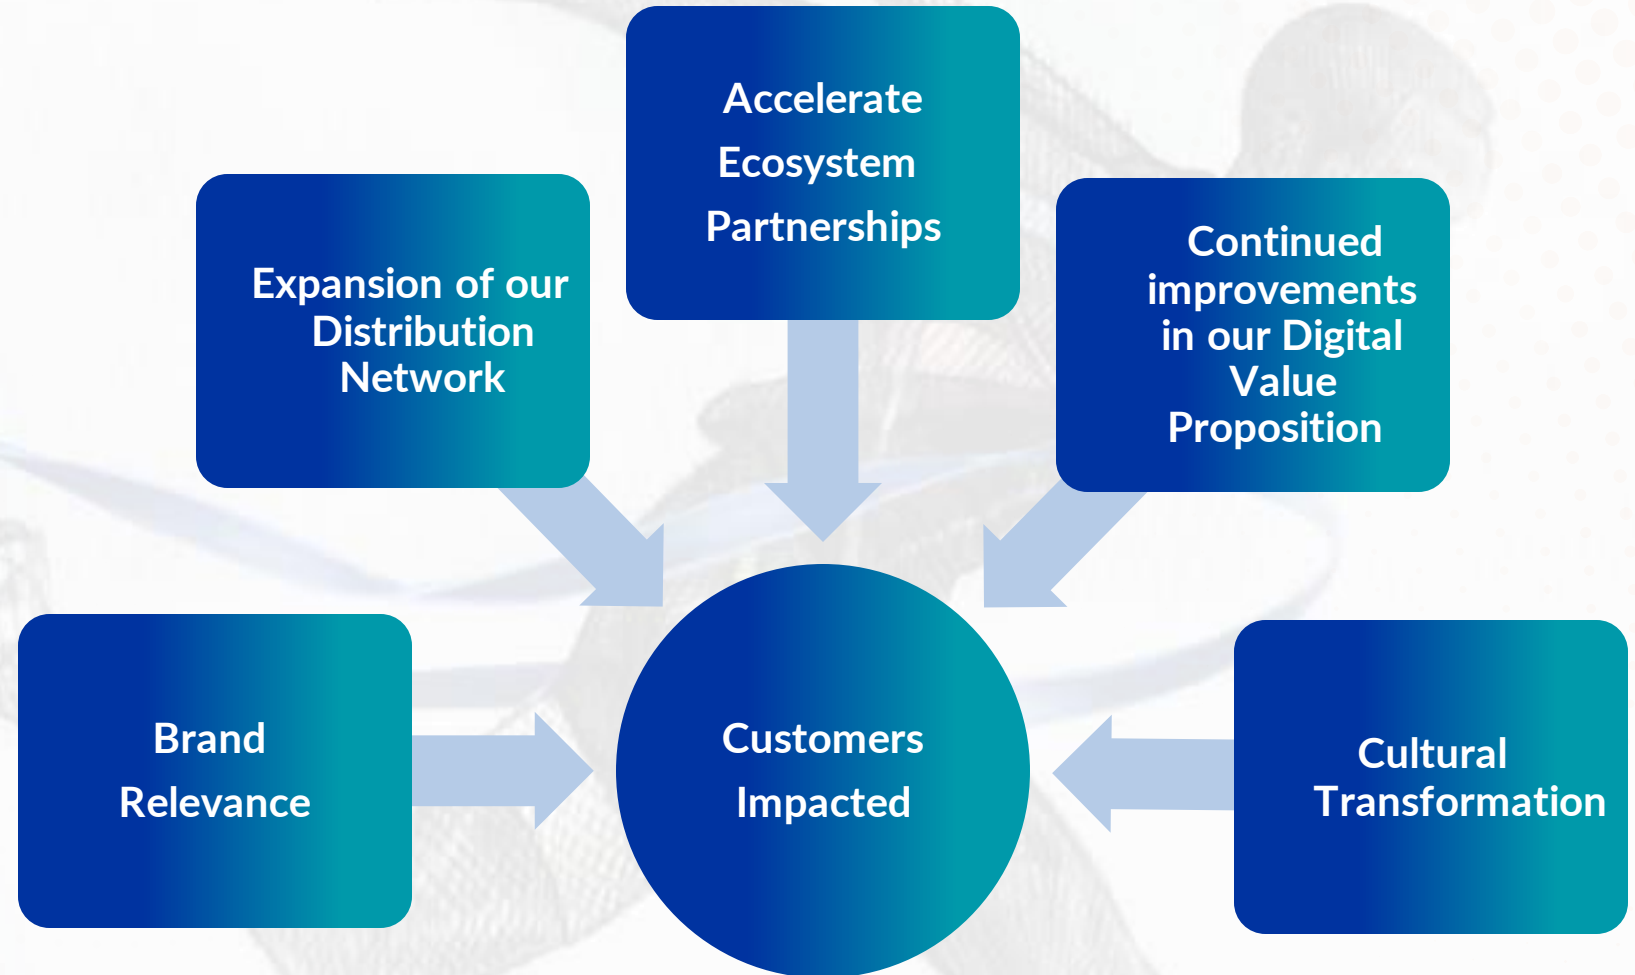 Accelerate
Ecosystem
Partnerships
Expansion of our
Distribution
Network
Continued
improvements
in our Digital
Value
Proposition
Brand
Relevance
Customers
Impacted
Cultural
Transformation